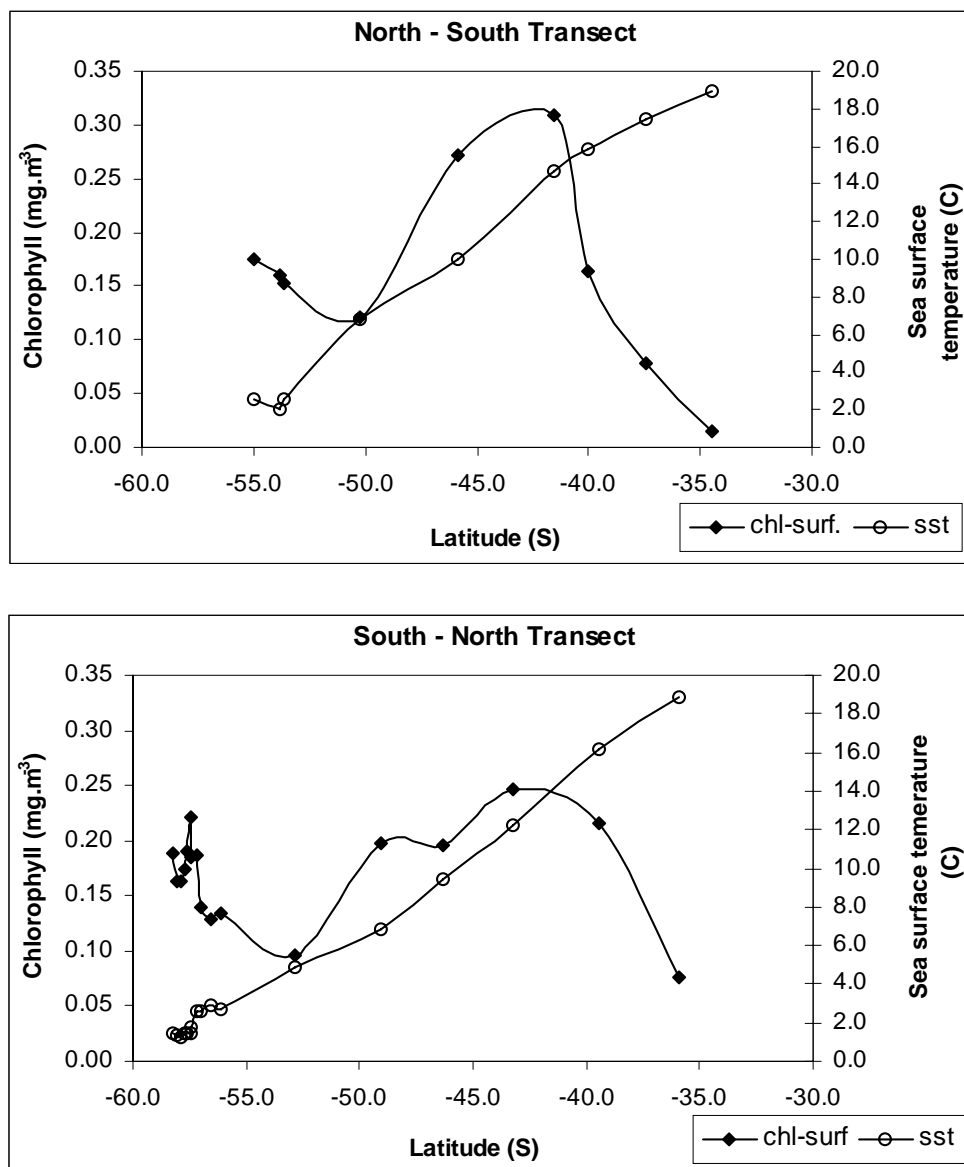 North - South Transect
Chlorophyll (mg.m-3)
0.35
0.30
0.25
0.20
0.15
0.10
0.05
0.00
20.0
18.0
16.0
14.0
12.0
10.0
8.0
6.0
4.0
2.0
0.0
Sea surface
temperature (C)
-60.0 -55.0 -50.0 -45.0 -40.0 -35.0 -30.0
Latitude (S)
chl-surf. sst
South - North Transect
Chlorophyll (mg.m-3)
0.35
0.30
0.25
0.20
0.15
0.10
0.05
0.00
20.0
18.0
16.0
14.0
12.0
10.0
8.0
6.0
4.0
2.0
0.0
Sea surface temerature
(C)
-60.0 -55.0 -50.0 -45.0 -40.0 -35.0 -30.0
Latitude (S)
chl-surf sst